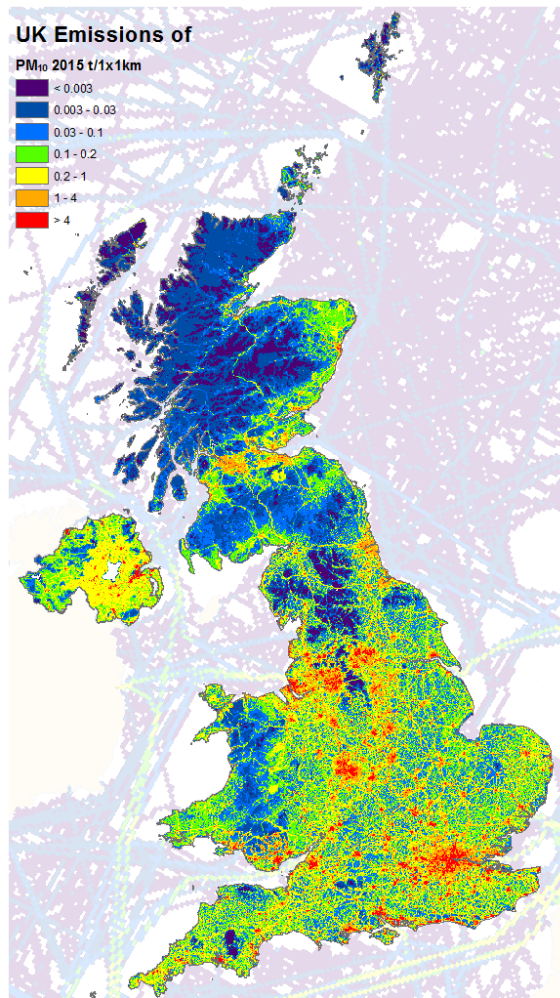 UK Emissions of
PM₁₀ 2015 t/1x1km
< 0.003
0.003 - 0.03
0.03 - 0.1
0.1 - 0.2
0.2 - 1
1 - 4
> 4